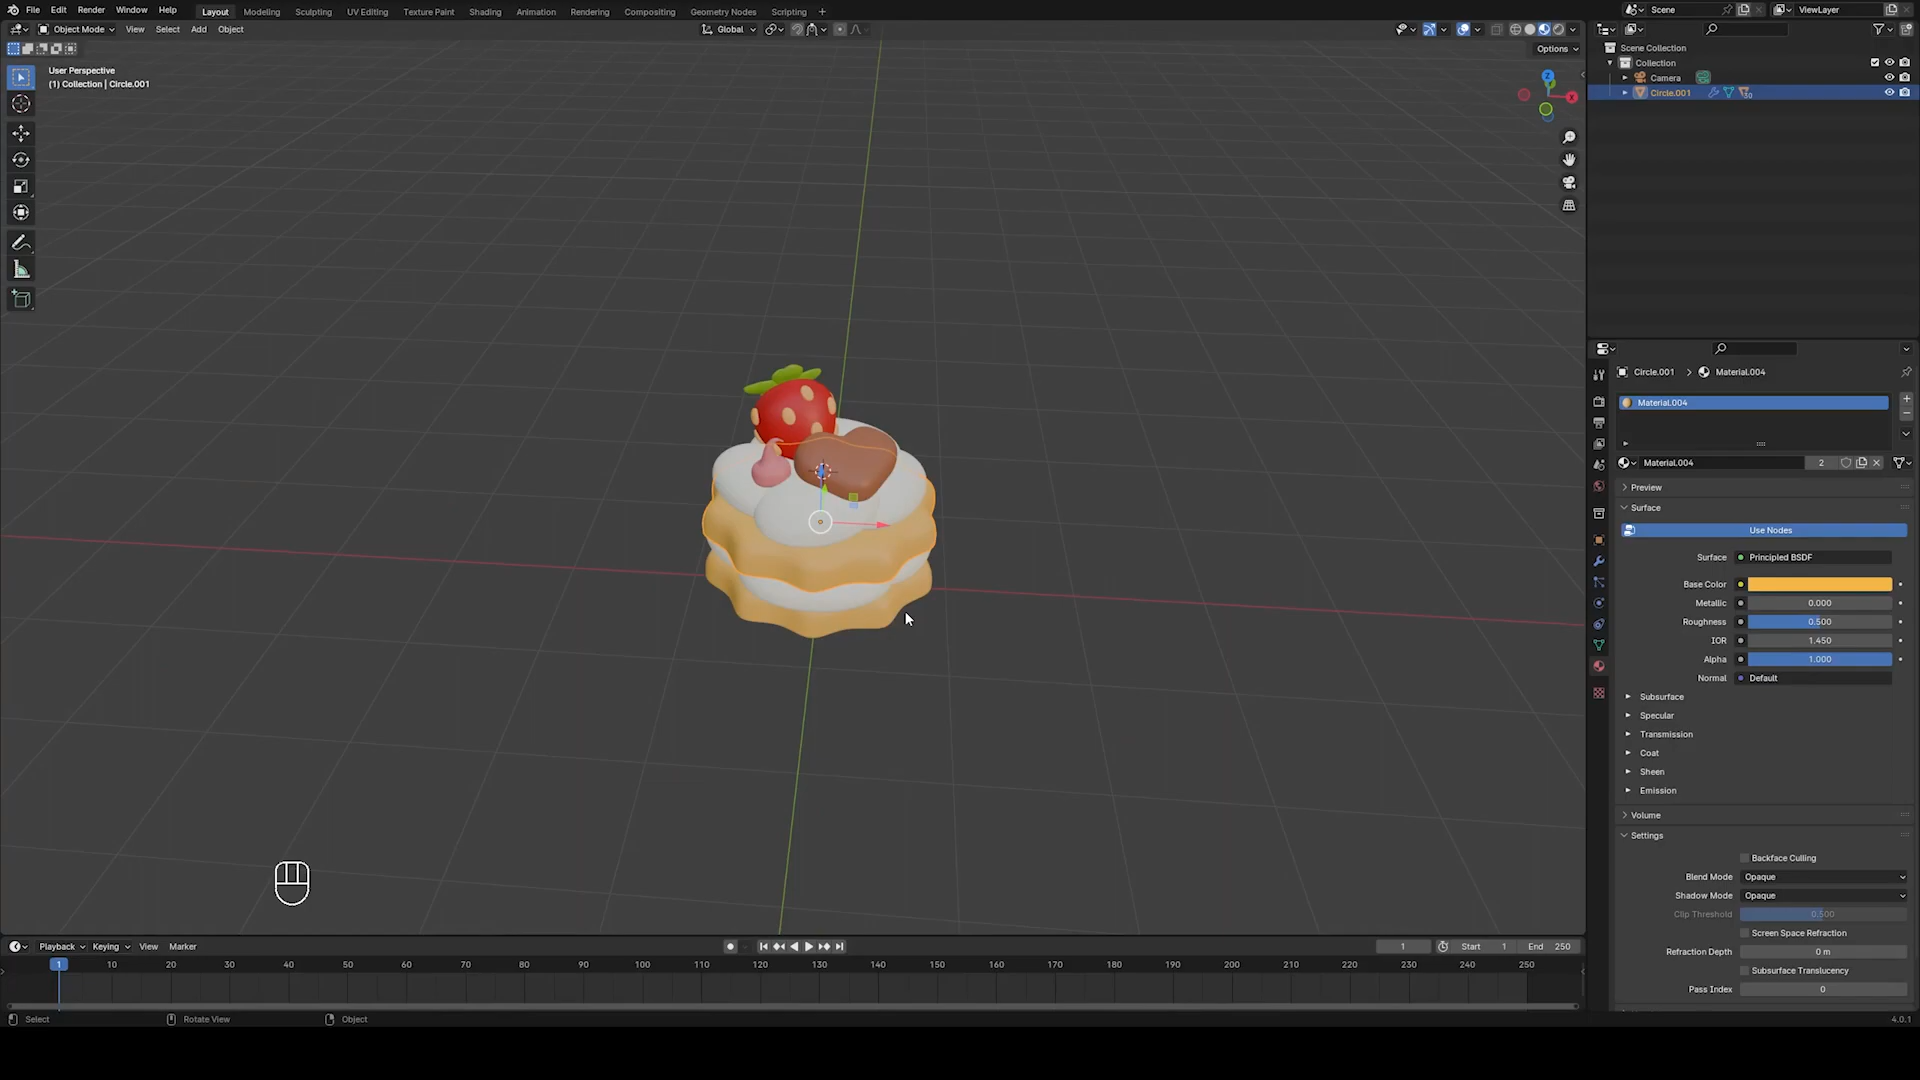 File Edit Render Window Help Layout Modeling Sculpting UV Editing Texture Paint Shading Animation Rendering Compositing Geometry Nodes Scripting + Scene ViewLayer
Object Mode View Select Add Object Global
Options
User Perspective
(1) Collection | Circle.001
Z
X
Scene Collection
Collection
Camera
Circle.001
Circle.001 > Material.004
Material.004
Material.004 2
Preview
Surface
Use Nodes
Surface Principled BSDF
Base Color
Metallic 0.000
Roughness 0.500
IOR 1.450
Alpha 1.000
Normal Default
Subsurface
Specular
Transmission
Coat
Sheen
Emission
Volume
Settings
Backface Culling
Blend Mode Opaque
Shadow Mode Opaque
Clip Threshold 0.500
Screen Space Refraction
Refraction Depth 0 m
Subsurface Translucency
Pass Index 0
Playback Keying View Marker 1 Start 1 End 250
1 10 20 30 40 50 60 70 80 90 100 110 120 130 140 150 160 170 180 190 200 210 220 230 240 250
Select Rotate View Object 4.0.1